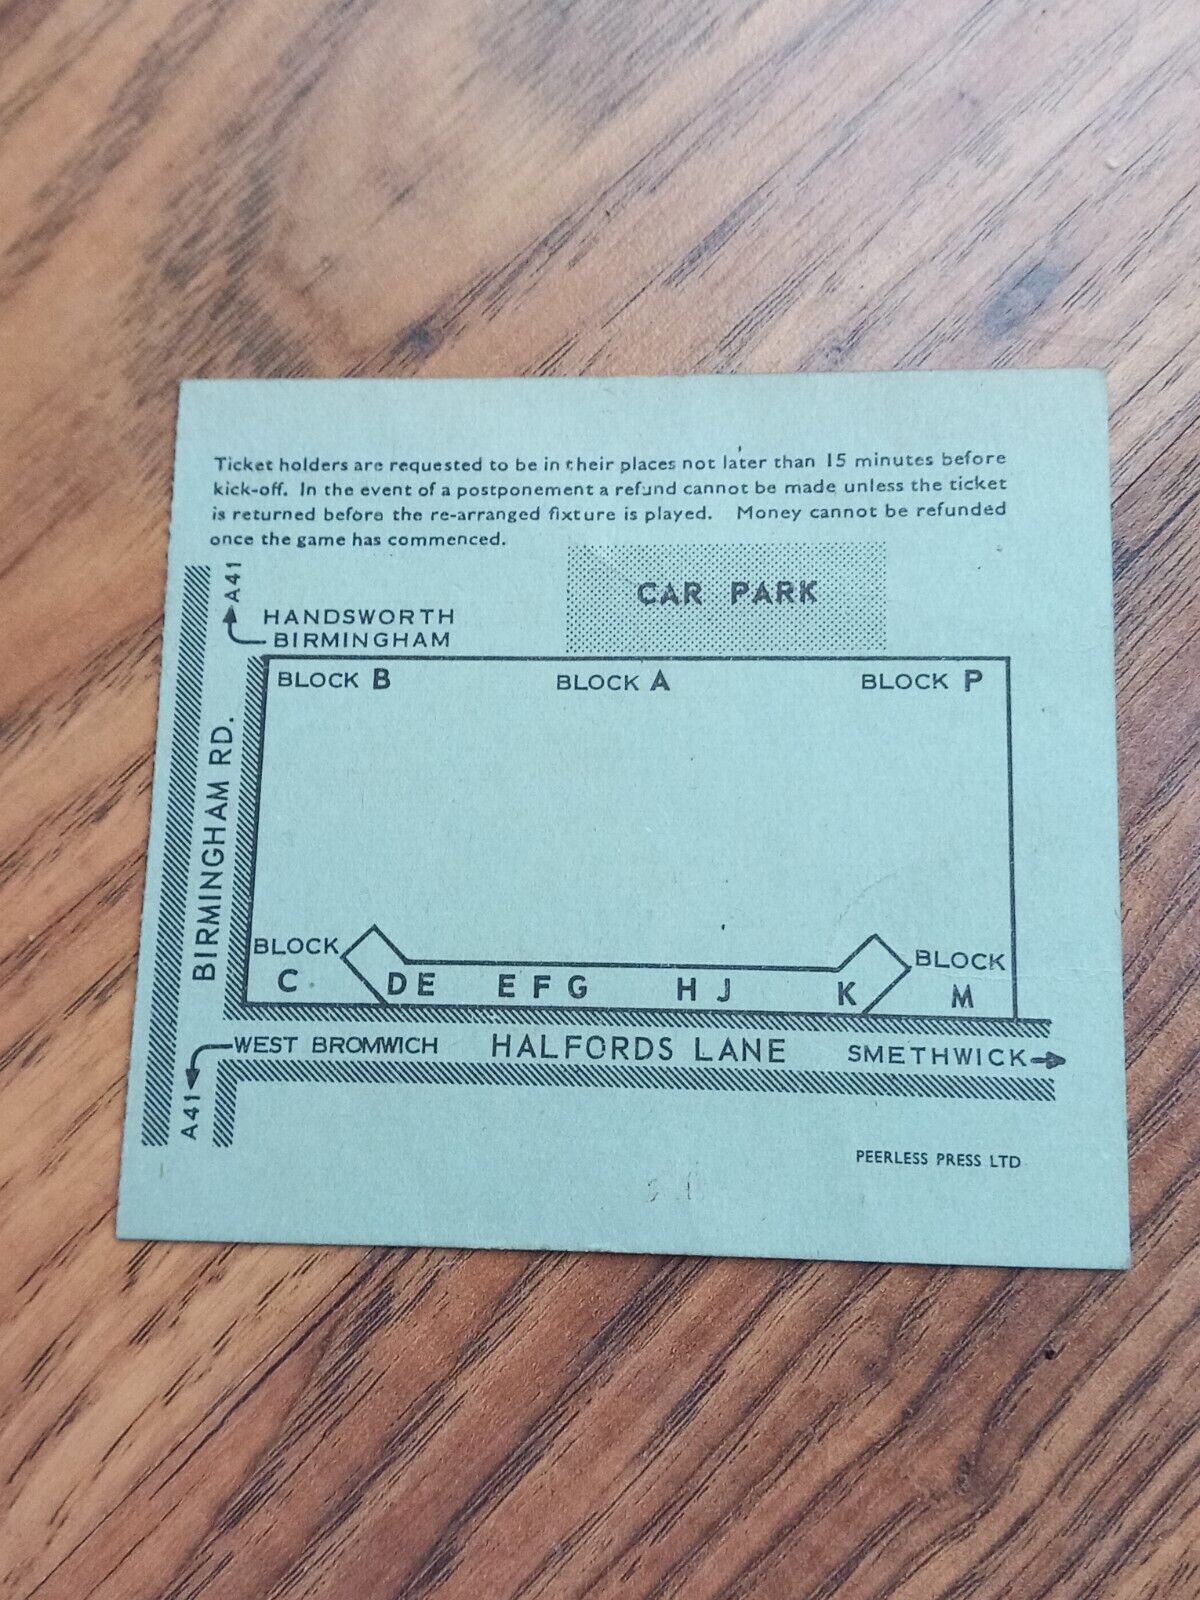 Ticket holders are requested to be in their places not later than 15 minutes before
kick-off. In the event of a postponement a refund cannot be made unless the ticket
is returned before the re-arranged fixture is played. Money cannot be refunded
once the game has commenced.
CAR PARK
A41
HANDSWORTH
BIRMINGHAM
BLOCK B
BLOCK A
BLOCK P
BIRMINGHAM RD.
BLOCK
C
D E
E F G
H J
K
BLOCK
M
WEST BROMWICH
HALFORDS LANE
SMETHWICK
A41
PEERLESS PRESS LTD